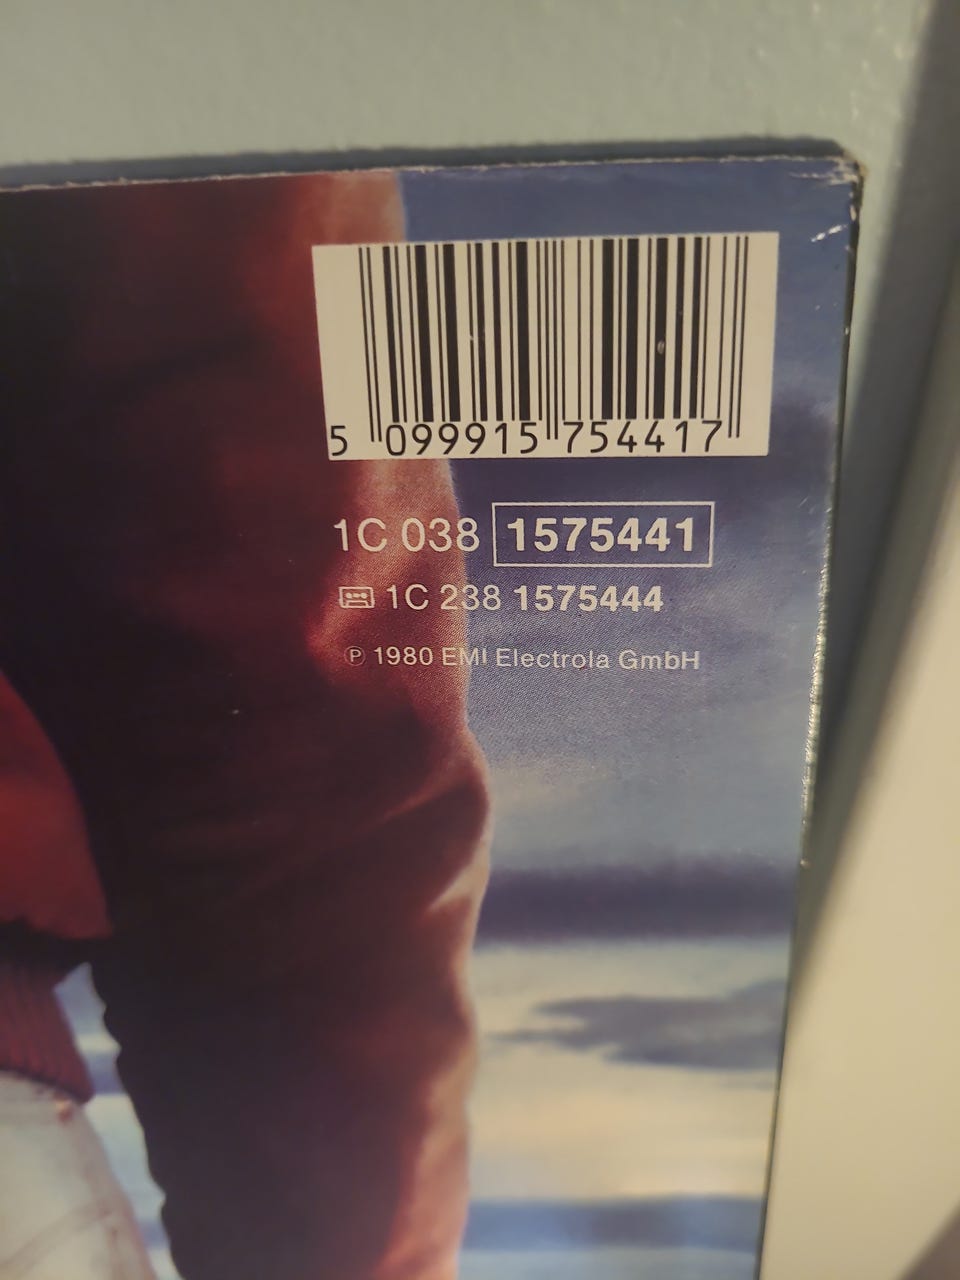 5 099915 754417
1C 038 1575441
1C 238 1575444
℗ 1980 EMI Electrola GmbH